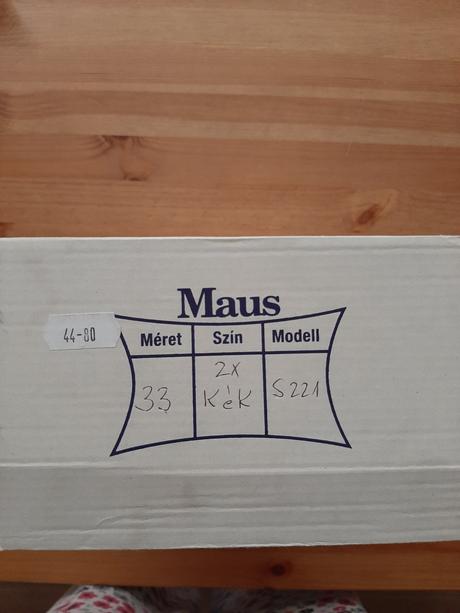 Maus
44-80
Méret Szín Modell
2x
33 Kék S221